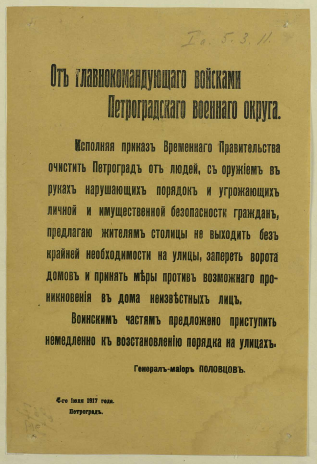 Iо. 5-3.11.
Отъ главнокомандующаго войсками
Петроградскаго военнаго округа.
Исполняя приказъ Временнаго Правительства
очистить Петроградъ отъ людей, съ оружіемъ въ
рукахъ нарушающихъ порядокъ и угрожающихъ
личной и имущественной безопасности гражданъ,
предлагаю жителямъ столицы не выходить безъ
крайней необходимости на улицы, запереть ворота
домовъ и принять мѣры противъ возможнаго про-
никновенія въ дома неизвѣстныхъ лицъ.
Воинскимъ частямъ предложено приступить
немедленно къ возстановленію порядка на улицахъ.
Генералъ-маіоръ ПОЛОВЦОВЪ.
6-го Іюля 1917 года.
Петроградъ.